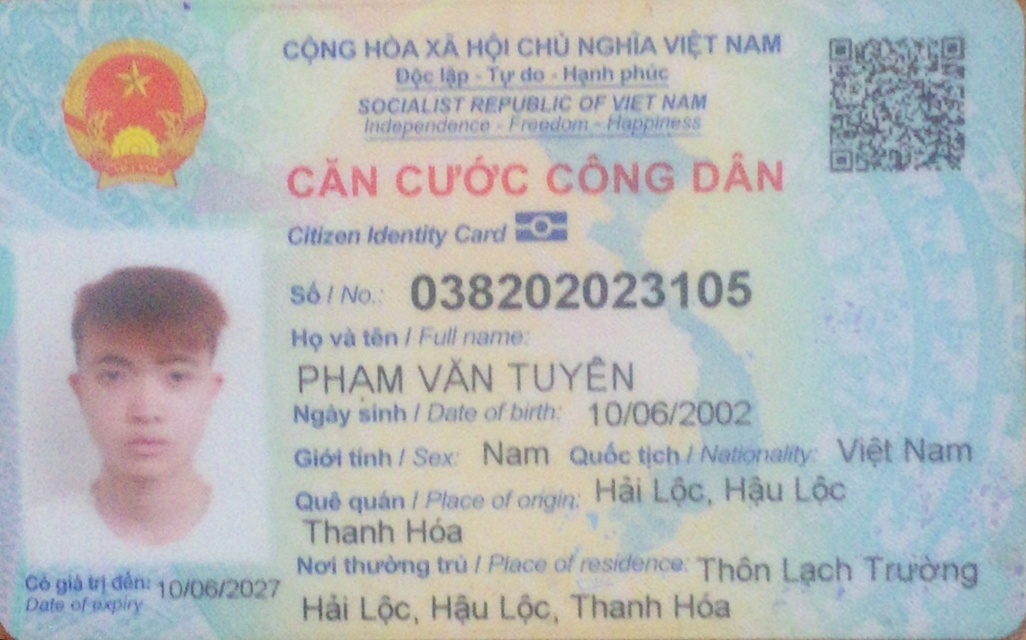 CỘNG HÒA XÃ HỘI CHỦ NGHĨA VIỆT NAM
Độc lập - Tự do - Hạnh phúc
SOCIALIST REPUBLIC OF VIET NAM
Independence - Freedom - Happiness
CĂN CƯỚC CÔNG DÂN
Citizen Identity Card
Số / No.: 038202023105
Họ và tên / Full name:
PHẠM VĂN TUYÊN
Ngày sinh / Date of birth: 10/06/2002
Giới tính / Sex: Nam Quốc tịch / Nationality: Việt Nam
Quê quán / Place of origin: Hải Lộc, Hậu Lộc
Thanh Hóa
Nơi thường trú / Place of residence: Thôn Lạch Trường
Hải Lộc, Hậu Lộc, Thanh Hóa
Có giá trị đến: 10/06/2027
Date of expiry